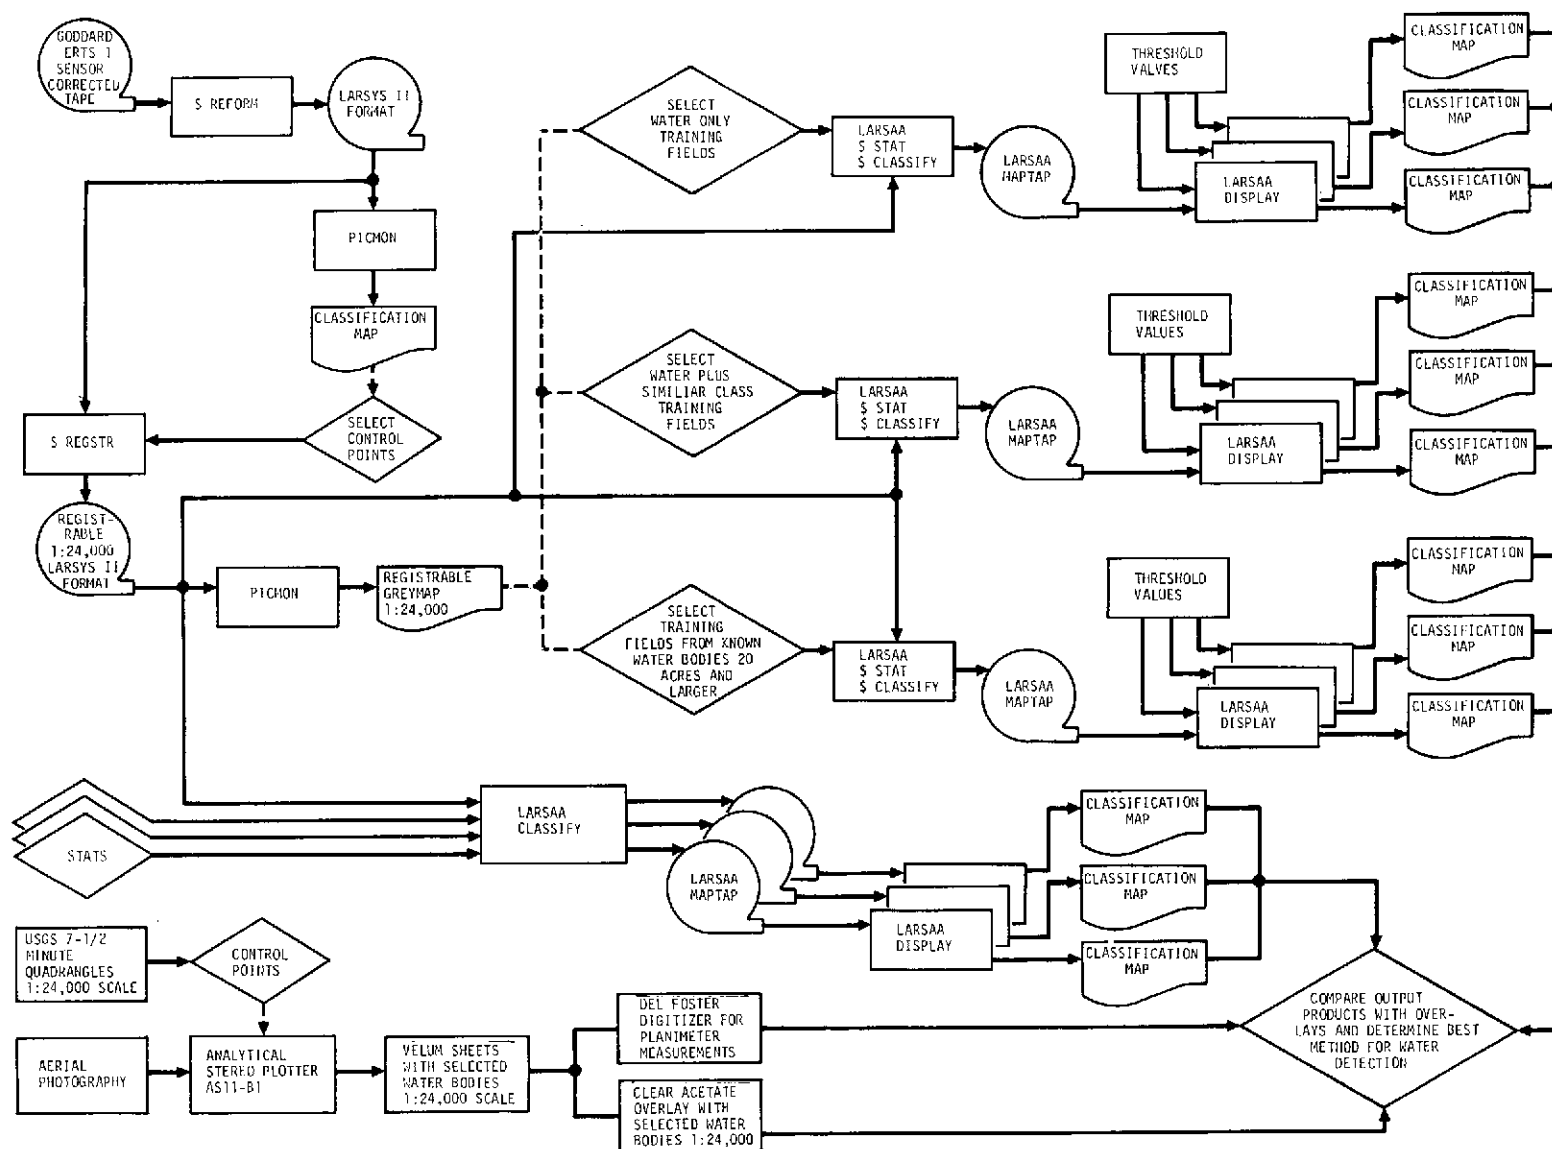 GODDARD
ERTS 1
SENSOR
CORRECTED
TAPE
$ REFORM
LARSYS II
FORMAT
PICMON
CLASSIFICATION
MAP
SELECT
CONTROL
POINTS
$ REGSTR
REGIST-
RABLE
1:24,000
LARSYS II
FORMAT
PICMON
REGISTRABLE
GREYMAP
1:24,000
SELECT
WATER ONLY
TRAINING
FIELDS
LARSAA
$ STAT
$ CLASSIFY
LARSAA
MAPTAP
THRESHOLD
VALVES
LARSAA
DISPLAY
CLASSIFICATION
MAP
CLASSIFICATION
MAP
CLASSIFICATION
MAP
SELECT
WATER PLUS
SIMILIAR CLASS
TRAINING
FIELDS
LARSAA
$ STAT
$ CLASSIFY
LARSAA
MAPTAP
THRESHOLD
VALUES
LARSAA
DISPLAY
CLASSIFICATION
MAP
CLASSIFICATION
MAP
CLASSIFICATION
MAP
SELECT
TRAINING
FIELDS FROM KNOWN
WATER BODIES 20
ACRES AND
LARGER
LARSAA
$ STAT
$ CLASSIFY
LARSAA
MAPTAP
THRESHOLD
VALUES
LARSAA
DISPLAY
CLASSIFICATION
MAP
CLASSIFICATION
MAP
CLASSIFICATION
MAP
STATS
LARSAA
CLASSIFY
LARSAA
MAPTAP
LARSAA
DISPLAY
CLASSIFICATION
MAP
CLASSIFICATION
MAP
CLASSIFICATION
MAP
USGS 7-1/2
MINUTE
QUADRANGLES
1:24,000 SCALE
CONTROL
POINTS
AERIAL
PHOTOGRAPHY
ANALYTICAL
STEREO PLOTTER
AS11-B1
VELUM SHEETS
WITH SELECTED
WATER BODIES
1:24,000 SCALE
DEL FOSTER
DIGITIZER FOR
PLANIMETER
MEASUREMENTS
CLEAR ACETATE
OVERLAY WITH
SELECTED WATER
BODIES 1:24,000
COMPARE OUTPUT
PRODUCTS WITH OVER-
LAYS AND DETERMINE BEST
METHOD FOR WATER
DETECTION